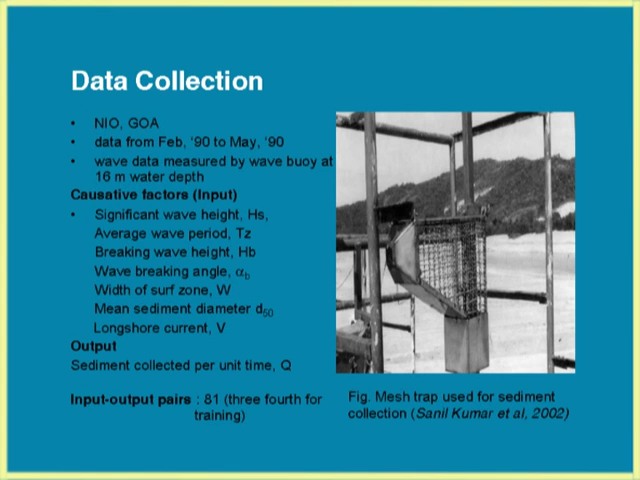 Data Collection
• NIO, GOA
• data from Feb, ‘90 to May, ‘90
• wave data measured by wave buoy at
16 m water depth
Causative factors (Input)
• Significant wave height, Hs,
Average wave period, Tz
Breaking wave height, Hb
Wave breaking angle, αb
Width of surf zone, W
Mean sediment diameter d50
Longshore current, V
Output
Sediment collected per unit time, Q
Input-output pairs : 81 (three fourth for
training)
Fig. Mesh trap used for sediment
collection (Sanil Kumar et al, 2002)